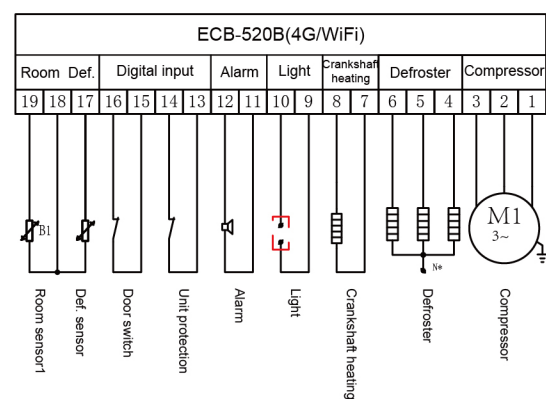 ECB-520B(4G/WiFi)
Room Def. Digital input Alarm Light Crankshaft heating Defroster Compressor
19 18 17 16 15 14 13 12 11 10 9 8 7 6 5 4 3 2 1
B1
M1
3~
N*
Room sensor1
Def. sensor
Door switch
Unit protection
Alarm
Light
Crankshaft heating
Defroster
Compressor